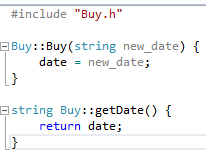 #include "Buy.h"
Buy::Buy(string new_date) {
    date = new_date;
}
string Buy::getDate() {
    return date;
}